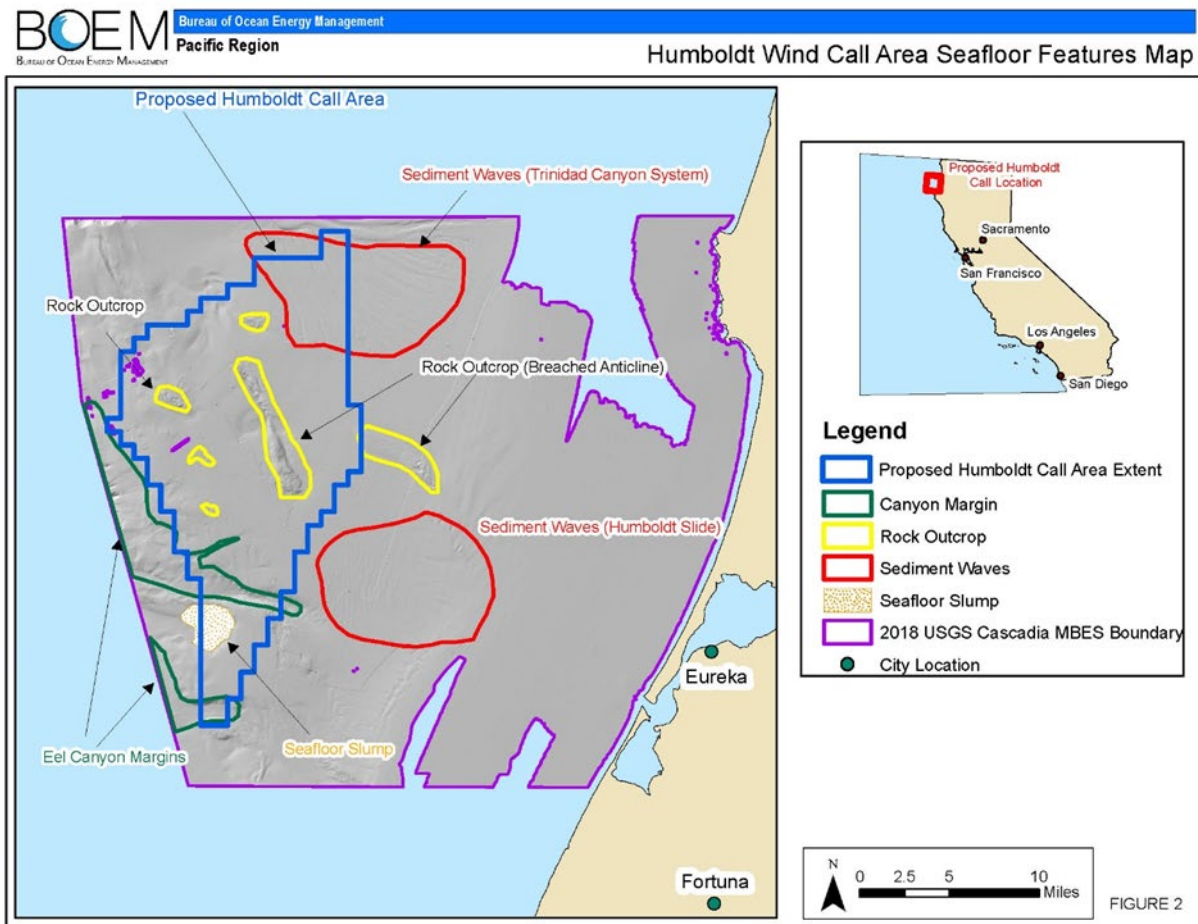 BOEM
BUREAU OF OCEAN ENERGY MANAGEMENT
Bureau of Ocean Energy Management
Pacific Region
Humboldt Wind Call Area Seafloor Features Map
Proposed Humboldt Call Area
Sediment Waves (Trinidad Canyon System)
Rock Outcrop
Rock Outcrop (Breached Anticline)
Sediment Waves (Humboldt Slide)
Eel Canyon Margins
Seafloor Slump
Eureka
Fortuna
Proposed Humboldt
Call Location
Sacramento
San Francisco
Los Angeles
San Diego
Legend
Proposed Humboldt Call Area Extent
Canyon Margin
Rock Outcrop
Sediment Waves
Seafloor Slump
2018 USGS Cascadia MBES Boundary
City Location
N
0 2.5 5 10
Miles
FIGURE 2